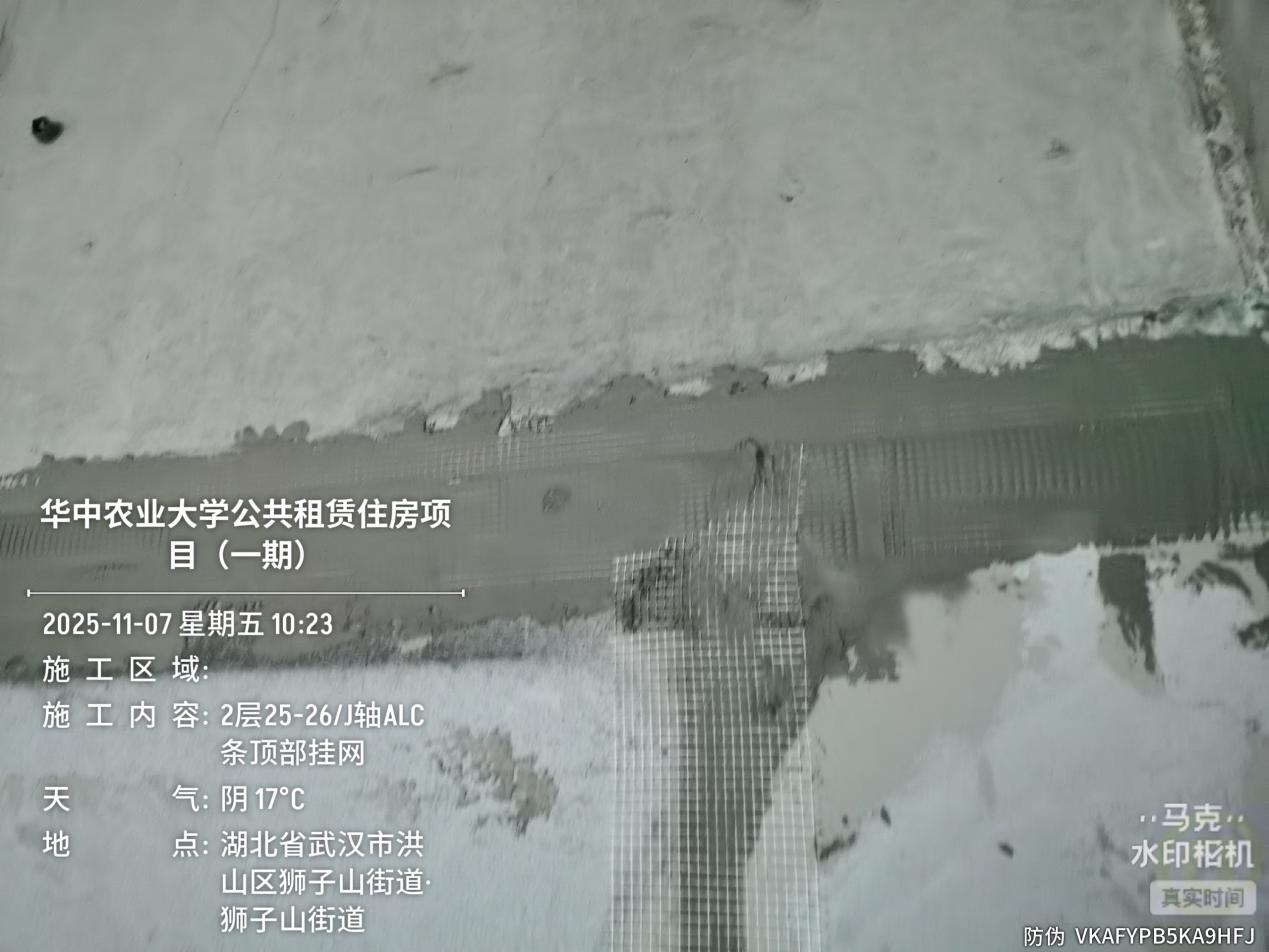 华中农业大学公共租赁住房项
目（一期）
2025-11-07 星期五 10:23
施工区域:
施工内容: 2层25-26/J轴ALC
条顶部挂网
天气: 阴 17°C
地点: 湖北省武汉市洪
山区狮子山街道·
狮子山街道
马克
水印相机
真实时间
防伪 VKAFYPB5KA9HFJ